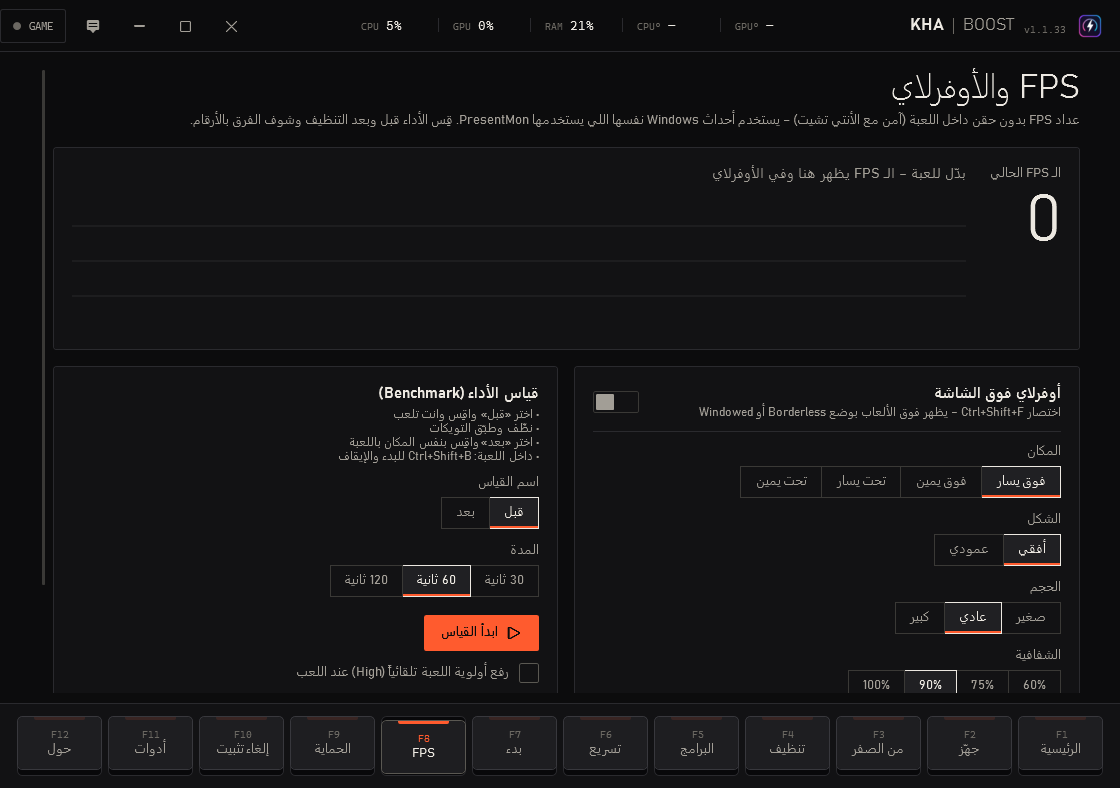 GAME
CPU 5% GPU 0% RAM 21% CPU° — GPU° —
KHA | BOOST v1.1.33
FPS والأوفرلاي
عداد FPS بدون حقن داخل اللعبة (آمن مع الأنتي تشيت) – يستخدم أحداث Windows نفسها اللي يستخدمها PresentMon. قِس الأداء قبل وبعد التنظيف وشوف الفرق بالأرقام.
الـ FPS الحالي
0
بدّل للعبة – الـ FPS يظهر هنا وفي الأوفرلاي
أوفرلاي فوق الشاشة
اختصار Ctrl+Shift+F – يظهر فوق الألعاب بوضع Borderless أو Windowed
المكان
فوق يسار فوق يمين تحت يسار تحت يمين
الشكل
أفقي عمودي
الحجم
صغير عادي كبير
الشفافية
60% 75% 90% 100%
قياس الأداء (Benchmark)
• اختر «قبل» واقِس وانت تلعب
• نظّف وطبّق التويكات
• اختر «بعد» واقِس بنفس المكان باللعبة
• داخل اللعبة: Ctrl+Shift+B للبدء والإيقاف
اسم القياس
قبل بعد
المدة
30 ثانية 60 ثانية 120 ثانية
ابدأ القياس
رفع أولوية اللعبة تلقائياً (High) عند اللعب
F1 الرئيسية
F2 جهّز
F3 من الصفر
F4 تنظيف
F5 البرامج
F6 تسريع
F7 بدء
F8 FPS
F9 الحماية
F10 إلغاء تثبيت
F11 أدوات
F12 حول